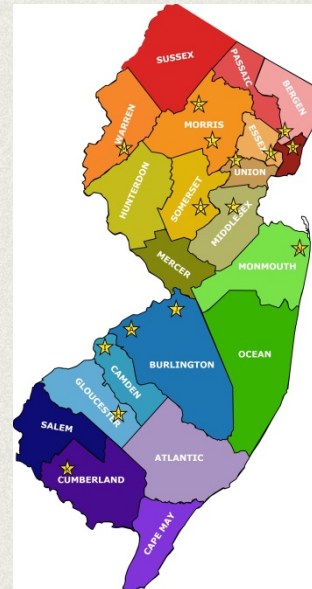 SUSSEX
PASSAIC
BERGEN
WARREN
MORRIS
ESSEX
UNION
HUNTERDON
SOMERSET
MIDDLESEX
MERCER
MONMOUTH
OCEAN
BURLINGTON
CAMDEN
GLOUCESTER
SALEM
ATLANTIC
CUMBERLAND
CAPE MAY